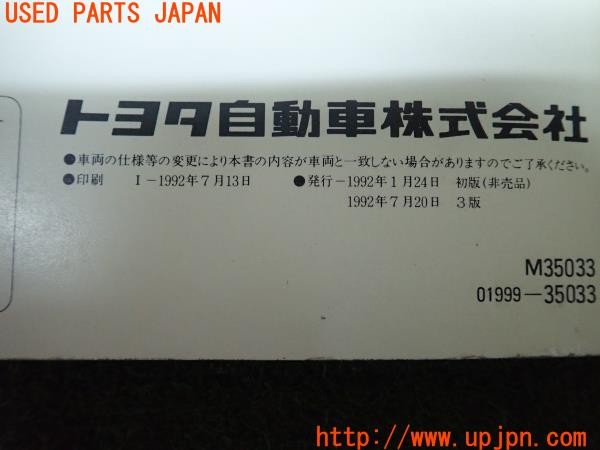 USED PARTS JAPAN
トヨタ自動車株式会社
●車両の仕様等の変更により本書の内容が車両と一致しない場合がありますのでご了承ください。
●印刷 I－1992年7月13日 ●発行－1992年1月24日 初版(非売品)
1992年7月20日 3版
M35033
01999－35033
http://www.upjpn.com/